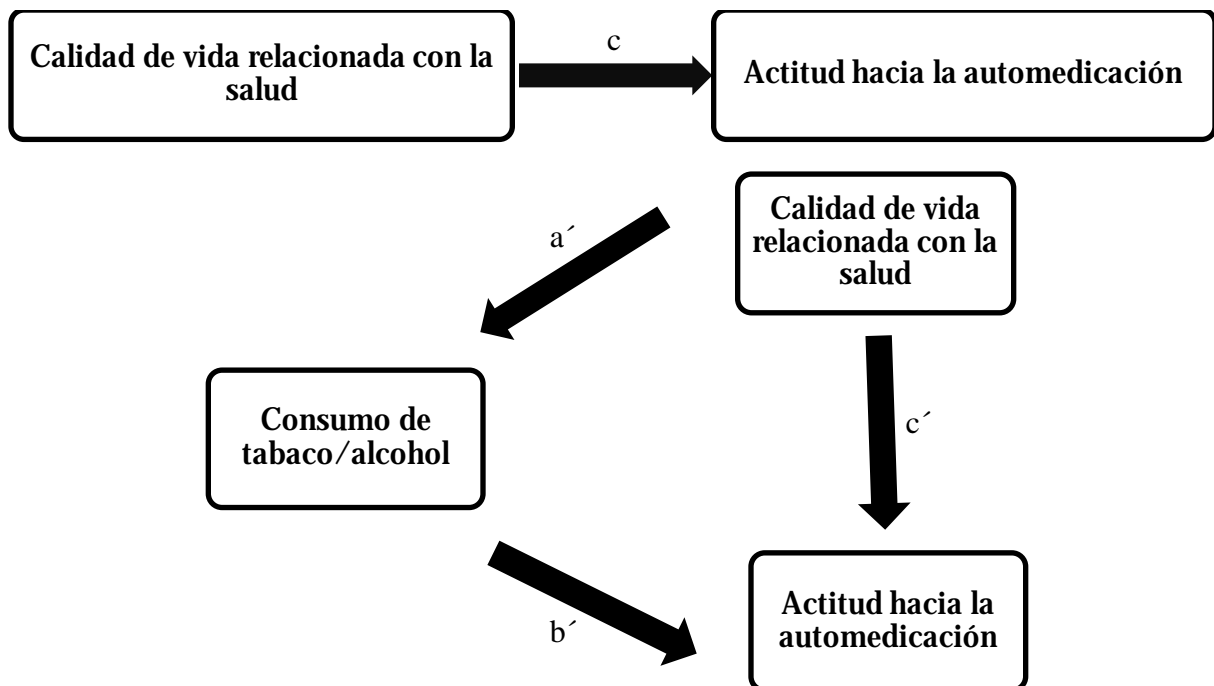 Calidad de vida relacionada con la
salud
c
Actitud hacia la automedicación
a´
Calidad de vida
relacionada con la
salud
Consumo de
tabaco/alcohol
c´
b´
Actitud hacia la
automedicación